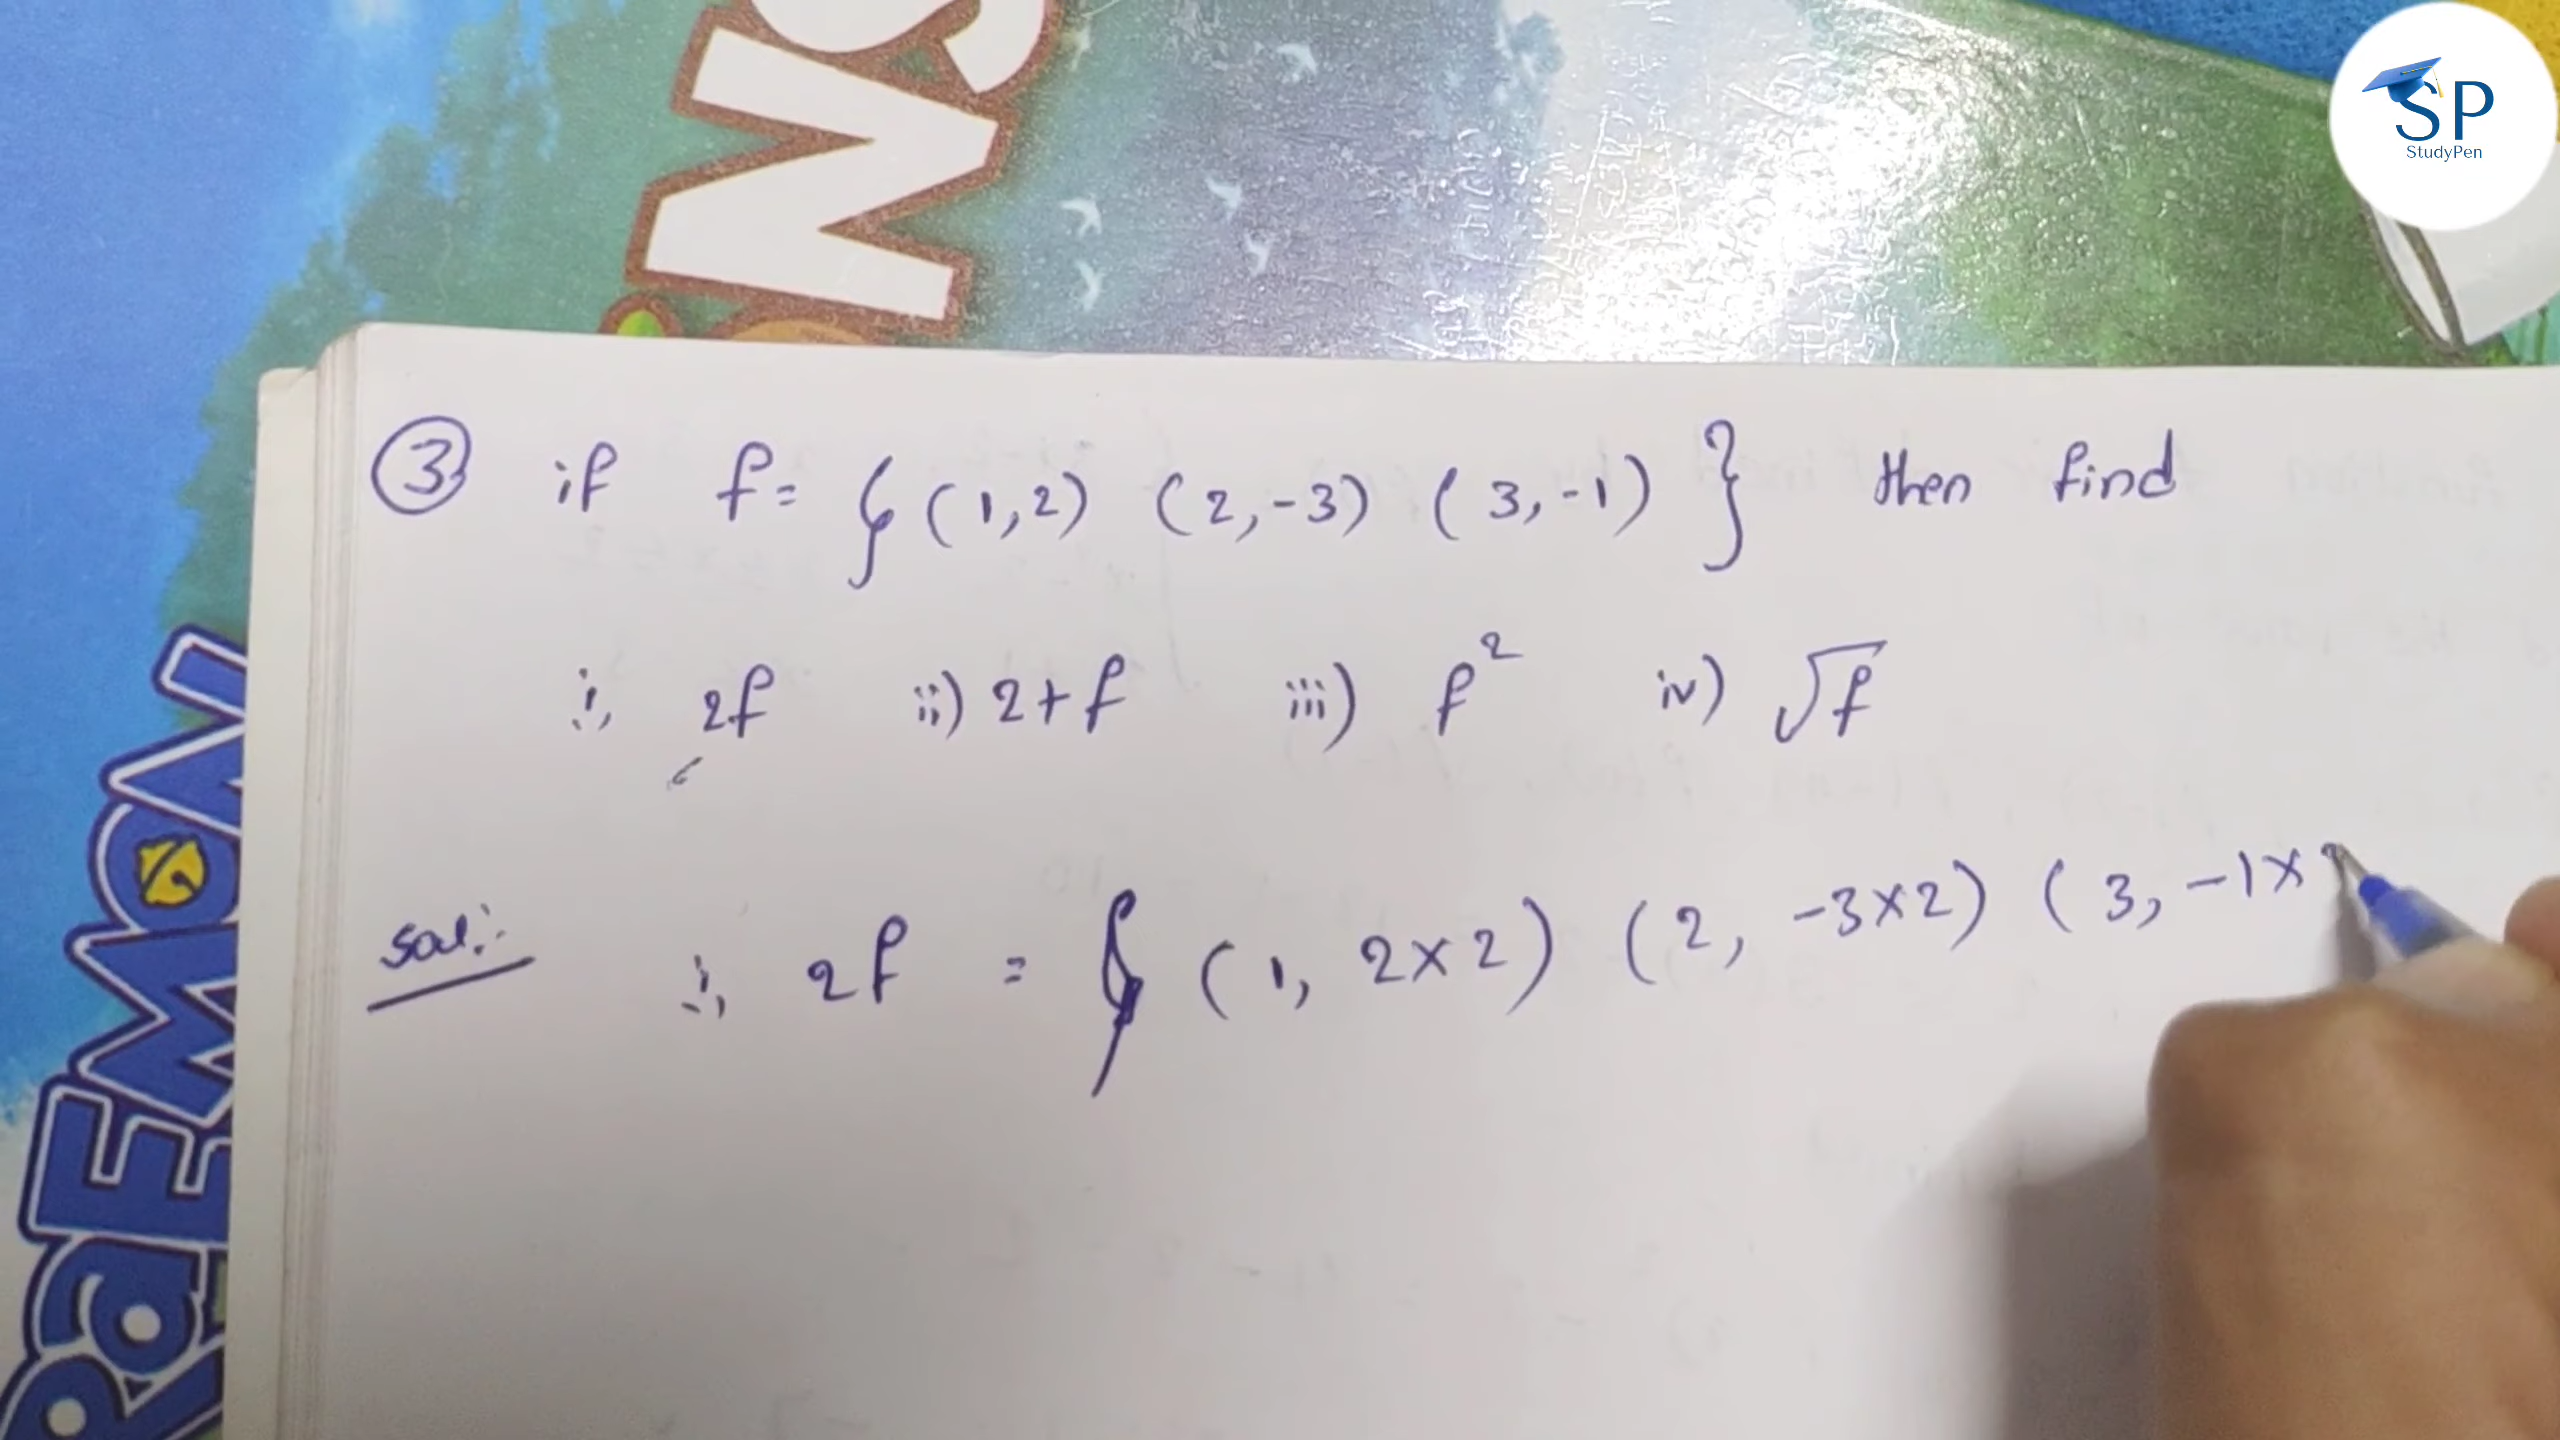 SP
StudyPen
3 if f = { (1,2) (2,-3) (3,-1) } then find
i, 2f ii) 2+f iii) f² iv) √f
Sol:-
i, 2f = { (1, 2×2) (2, -3×2) (3, -1×
RaEMON